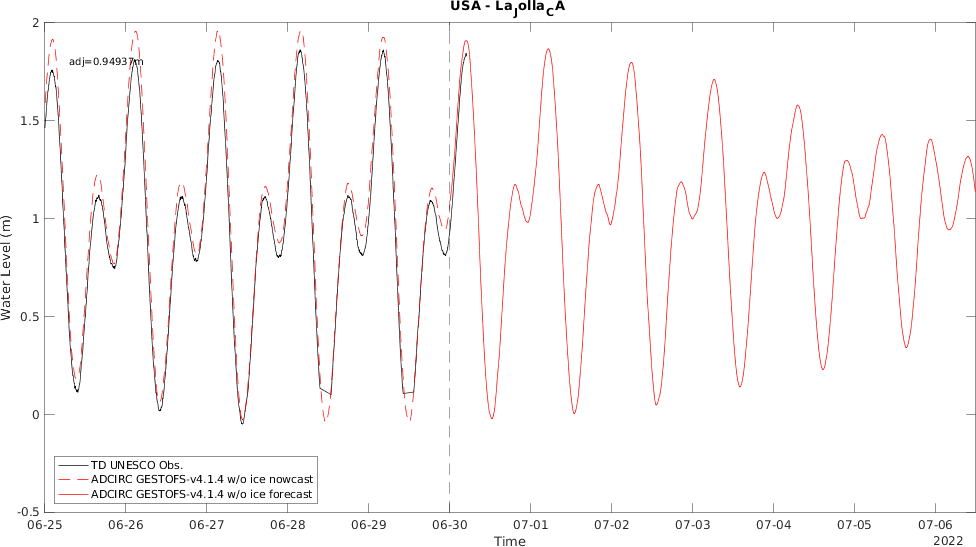 USA - LaJollaCA
2
1.5
1
0.5
0
-0.5
Water Level (m)
adj=0.94937m
TD UNESCO Obs.
ADCIRC GESTOFS-v4.1.4 w/o ice nowcast
ADCIRC GESTOFS-v4.1.4 w/o ice forecast
06-25 06-26 06-27 06-28 06-29 06-30 07-01 07-02 07-03 07-04 07-05 07-06
Time
2022